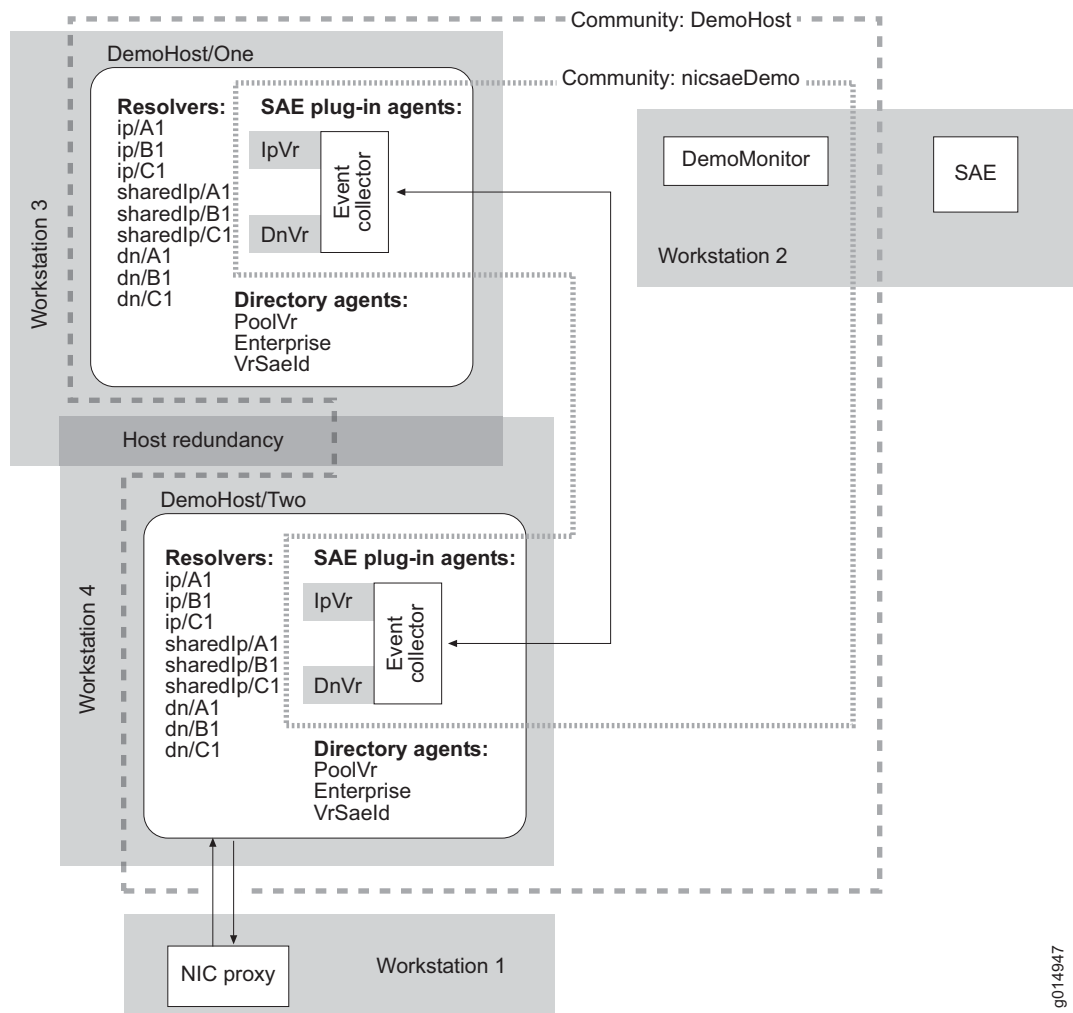 Community: DemoHost
DemoHost/One
Community: nicsaeDemo
Resolvers:
ip/A1
ip/B1
ip/C1
sharedIp/A1
sharedIp/B1
sharedIp/C1
dn/A1
dn/B1
dn/C1
SAE plug-in agents:
IpVr
DnVr
Event
collector
Directory agents:
PoolVr
Enterprise
VrSaeId
Workstation 3
DemoMonitor
SAE
Workstation 2
Host redundancy
DemoHost/Two
Resolvers:
ip/A1
ip/B1
ip/C1
sharedIp/A1
sharedIp/B1
sharedIp/C1
dn/A1
dn/B1
dn/C1
SAE plug-in agents:
IpVr
DnVr
Event
collector
Directory agents:
PoolVr
Enterprise
VrSaeId
Workstation 4
NIC proxy
Workstation 1
g014947